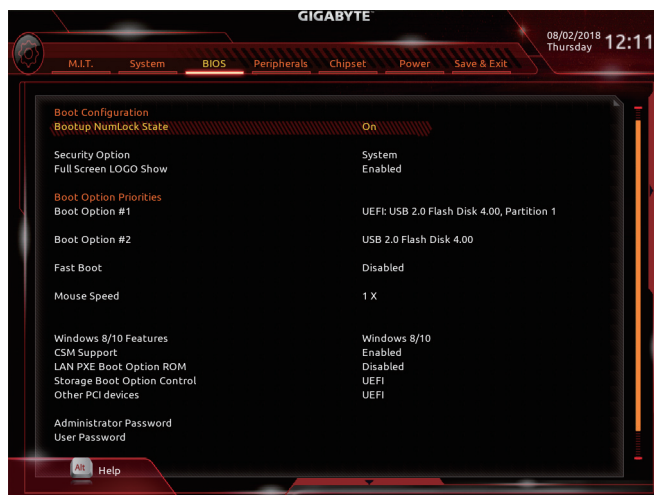 GIGABYTE™
08/02/2018 Thursday 12:11
M.I.T. System BIOS Peripherals Chipset Power Save & Exit
Boot Configuration
Bootup NumLock State On
Security Option System
Full Screen LOGO Show Enabled
Boot Option Priorities
Boot Option #1 UEFI: USB 2.0 Flash Disk 4.00, Partition 1
Boot Option #2 USB 2.0 Flash Disk 4.00
Fast Boot Disabled
Mouse Speed 1 X
Windows 8/10 Features Windows 8/10
CSM Support Enabled
LAN PXE Boot Option ROM Disabled
Storage Boot Option Control UEFI
Other PCI devices UEFI
Administrator Password
User Password
Alt Help